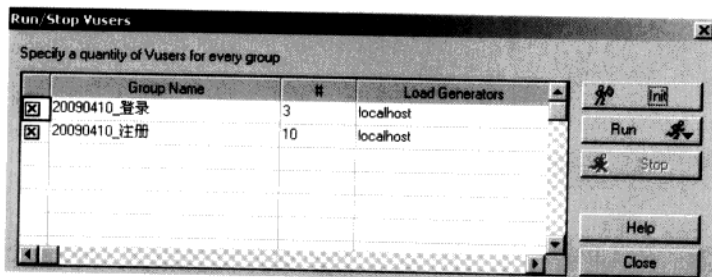 Run/Stop Vusers
Specify a quantity of Vusers for every group
Group Name # Load Generators
20090410_登录 3 localhost
20090410_注册 10 localhost
Init
Run
Stop
Help
Close